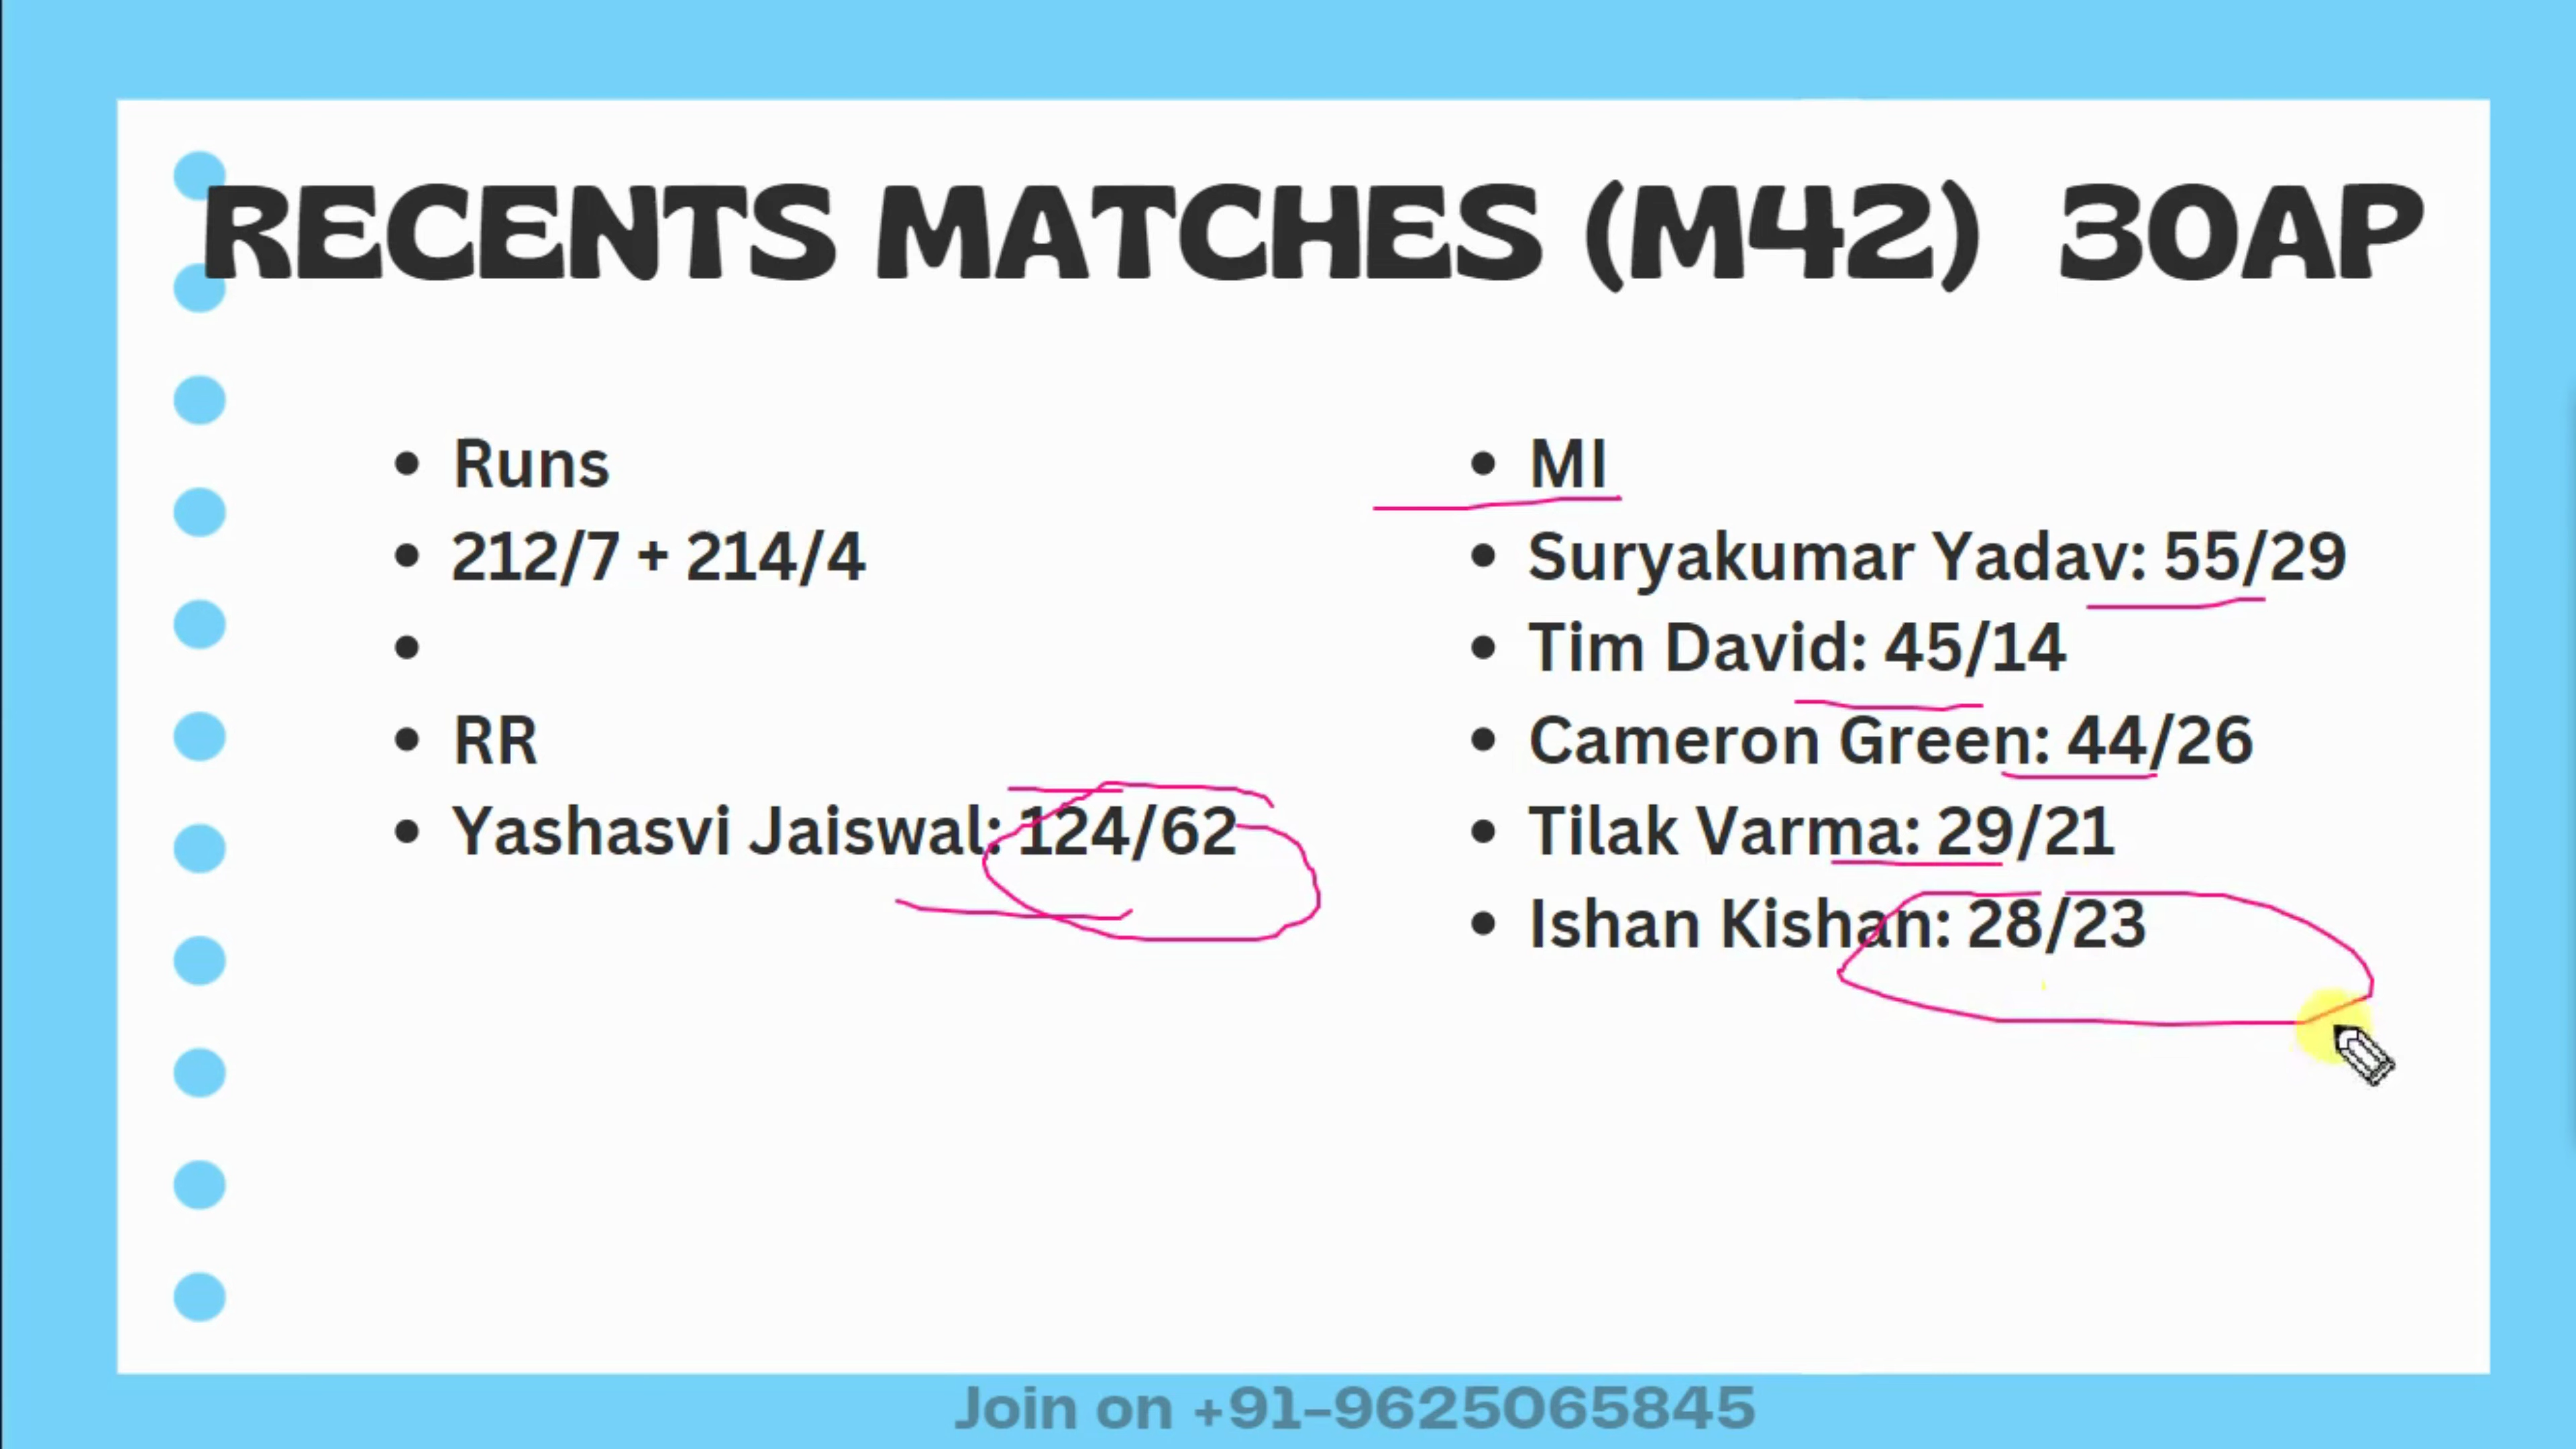 RECENTS MATCHES (M42) 30AP
Runs
212/7 + 214/4
RR
Yashasvi Jaiswal: 124/62
MI
Suryakumar Yadav: 55/29
Tim David: 45/14
Cameron Green: 44/26
Tilak Varma: 29/21
Ishan Kishan: 28/23
Join on +91-9625065845